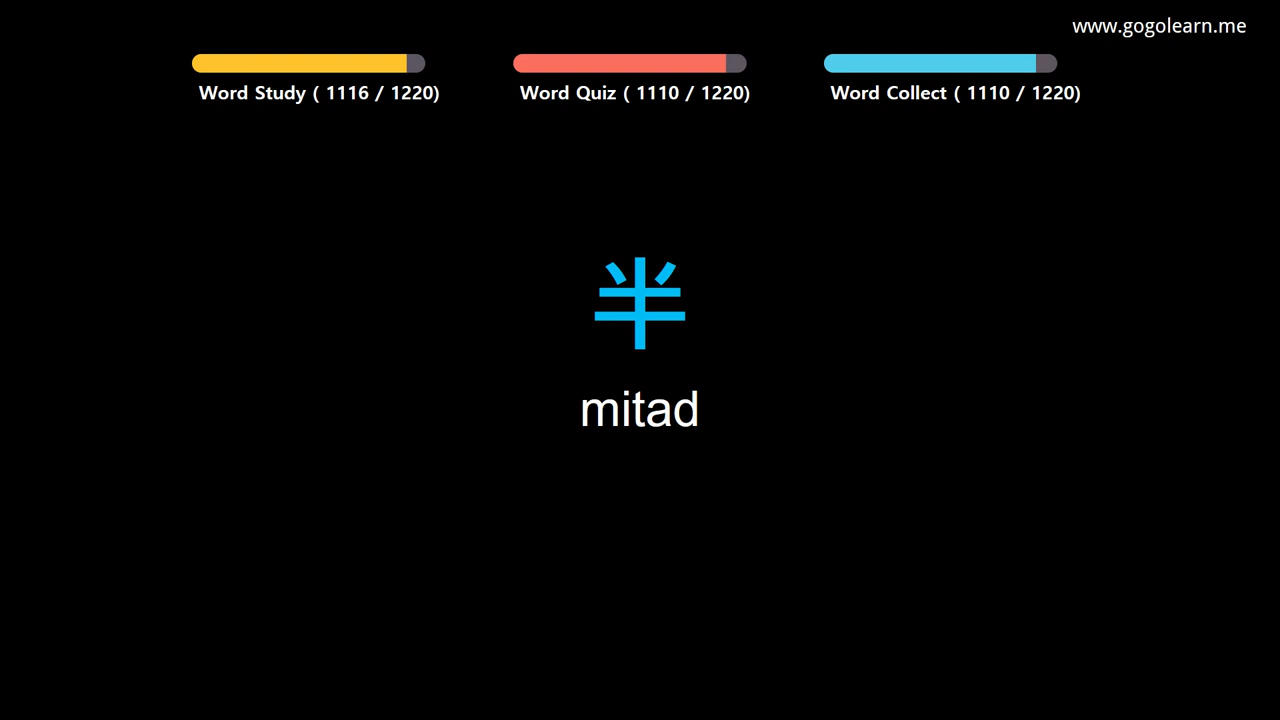 www.gogolearn.me
Word Study ( 1116 / 1220)
Word Quiz ( 1110 / 1220)
Word Collect ( 1110 / 1220)
半
mitad